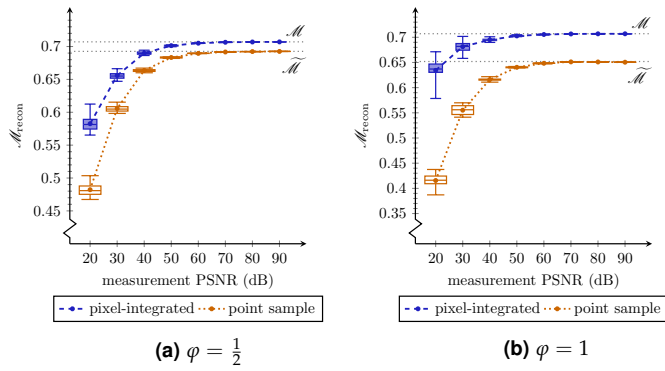 ℳ
0.7
ℳ̃
0.65
0.6
0.55
0.5
0.45
ℳrecon
20 30 40 50 60 70 80 90
measurement PSNR (dB)
pixel-integrated point sample
(a) φ = 1/2
ℳ
0.7
0.65
ℳ̃
0.6
0.55
0.5
0.45
0.4
0.35
ℳrecon
20 30 40 50 60 70 80 90
measurement PSNR (dB)
pixel-integrated point sample
(b) φ = 1